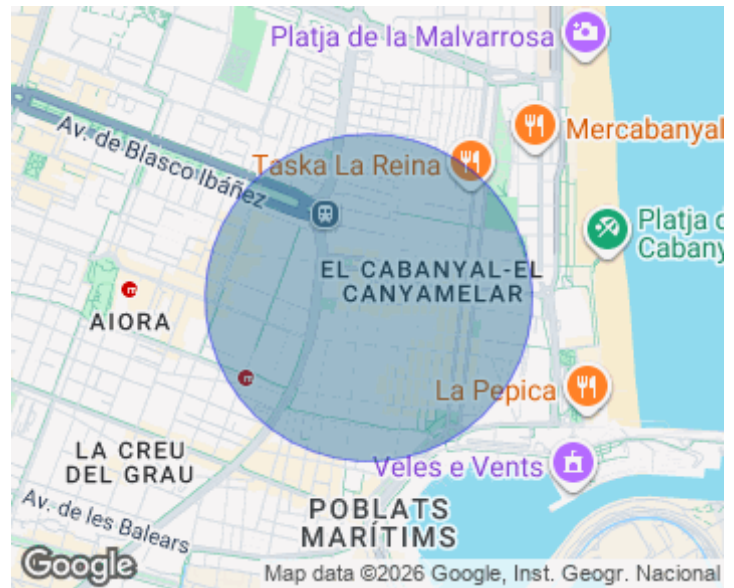 Platja de la Malvarrosa
Mercabanyal
Av. de Blasco Ibáñez
Taska La Reina
Platja d
Cabany
EL CABANYAL-EL
CANYAMELAR
AIORA
La Pepica
LA CREU
DEL GRAU
Veles e Vents
POBLATS
MARÍTIMS
Av. de les Balears
Google
Map data ©2026 Google, Inst. Geogr. Nacional